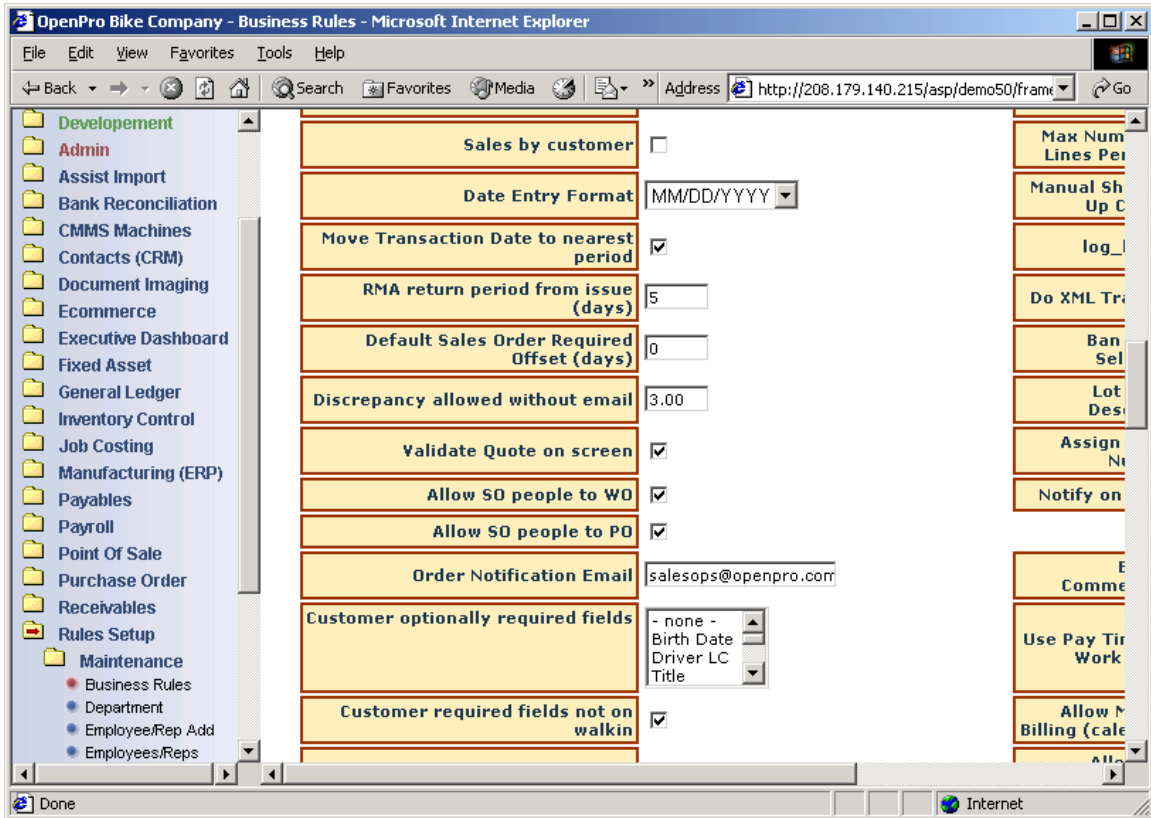 OpenPro Bike Company - Business Rules - Microsoft Internet Explorer
File Edit View Favorites Tools Help
Back Search Favorites Media » Address http://208.179.140.215/asp/demo50/frame Go
Developement
Admin
Assist Import
Bank Reconciliation
CMMS Machines
Contacts (CRM)
Document Imaging
Ecommerce
Executive Dashboard
Fixed Asset
General Ledger
Inventory Control
Job Costing
Manufacturing (ERP)
Payables
Payroll
Point Of Sale
Purchase Order
Receivables
Rules Setup
Maintenance
Business Rules
Department
Employee/Rep Add
Employees/Reps
Sales by customer
Date Entry Format MM/DD/YYYY
Move Transaction Date to nearest
period
RMA return period from issue
(days) 5
Default Sales Order Required
Offset (days) 0
Discrepancy allowed without email 3.00
Validate Quote on screen
Allow SO people to WO
Allow SO people to PO
Order Notification Email salesops@openpro.com
Customer optionally required fields
- none -
Birth Date
Driver LC
Title
Customer required fields not on
walkin
Max Num
Lines Per
Manual Sh
Up C
log_
Do XML Tra
Ban
Sel
Lot
Des
Assign
Nu
Notify on
E
Comme
Use Pay Tim
Work
Allow M
Billing (cale
Allo
Done
Internet